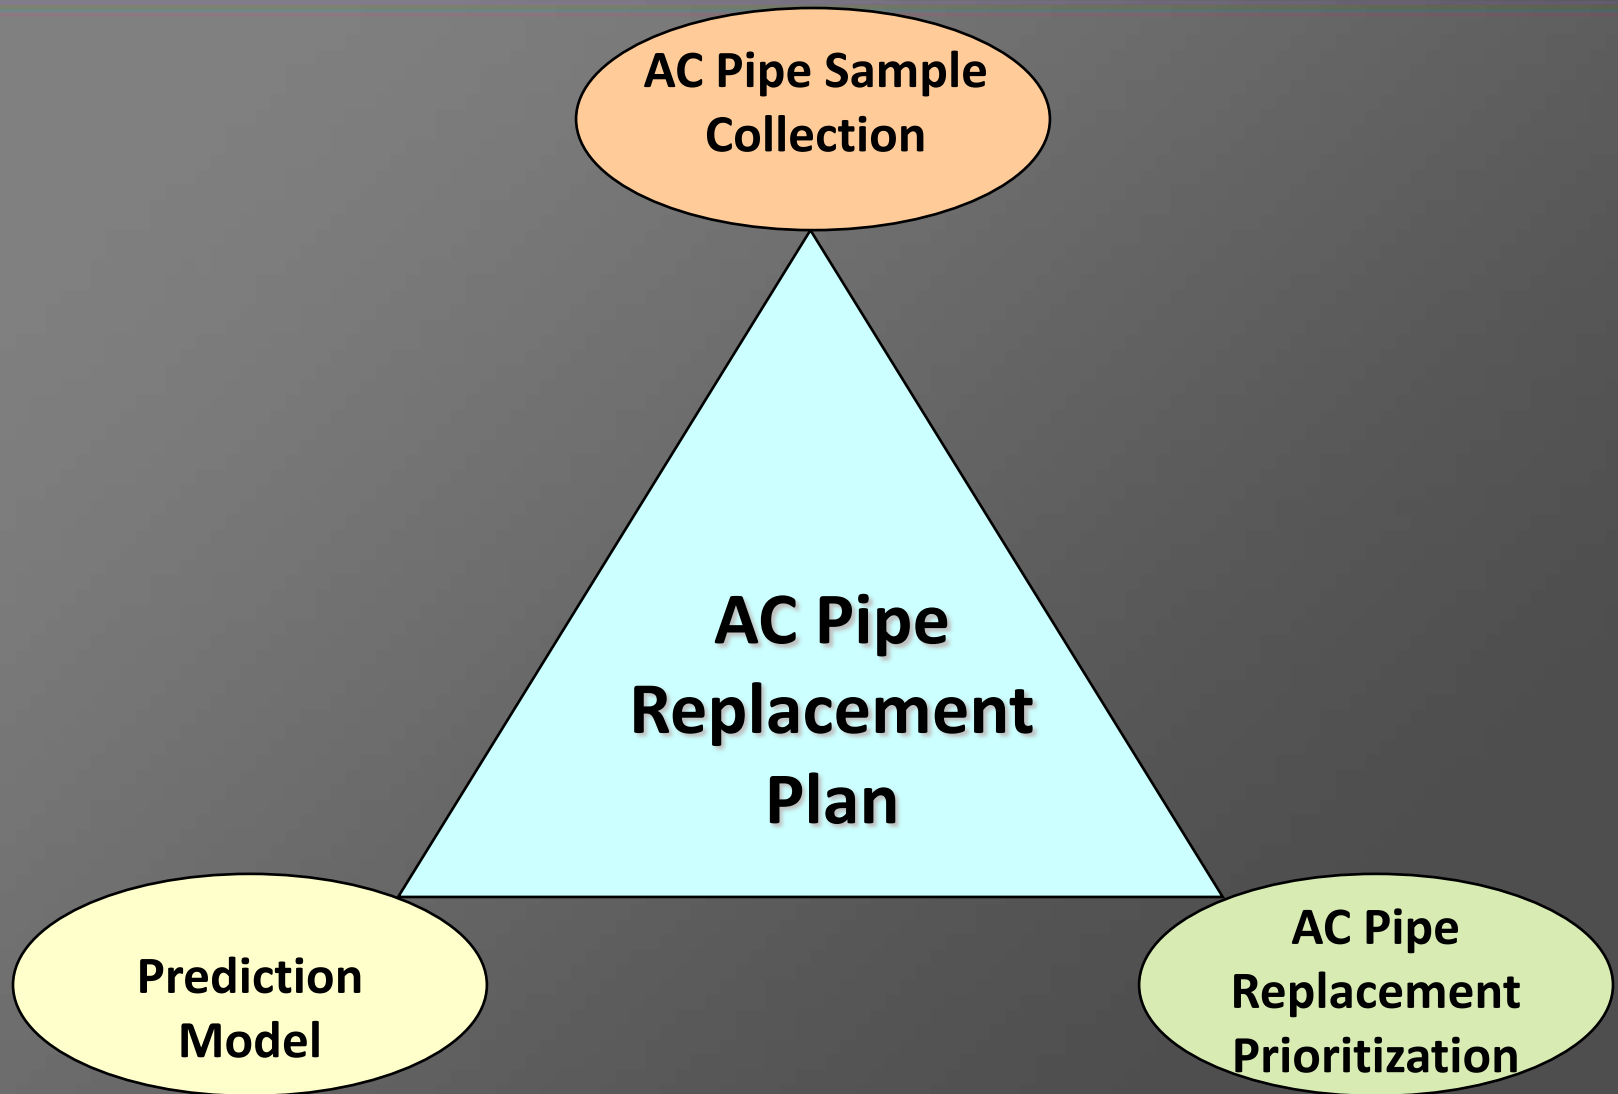 AC Pipe Sample
Collection
AC Pipe
Replacement
Plan
Prediction
Model
AC Pipe
Replacement
Prioritization